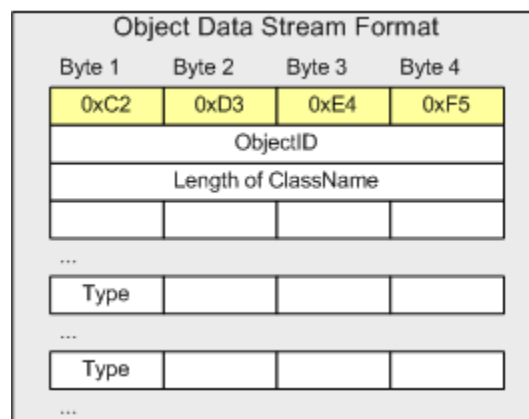 Object Data Stream Format
Byte 1 Byte 2 Byte 3 Byte 4
0xC2 0xD3 0xE4 0xF5
ObjectID
Length of ClassName
...
Type
...
Type
...